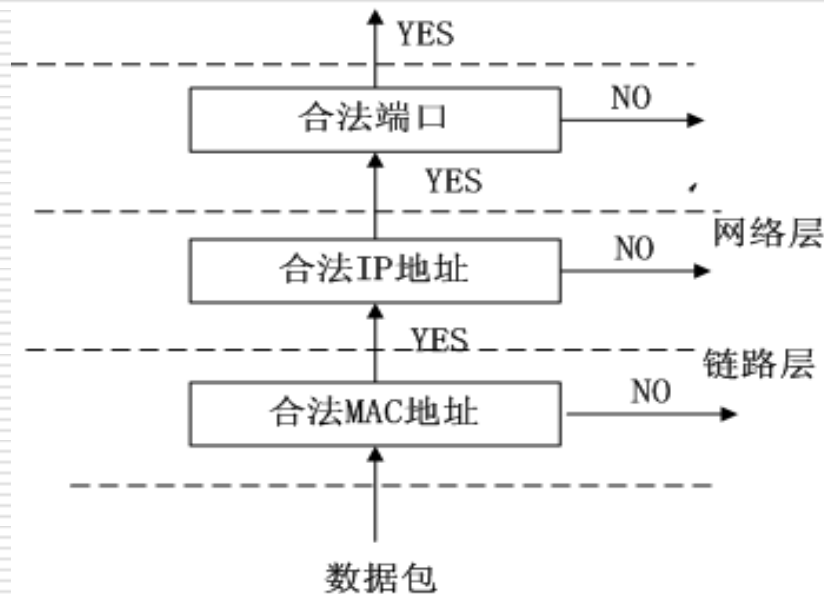 YES
合法端口
NO
YES
网络层
合法IP地址
NO
YES
链路层
合法MAC地址
NO
数据包